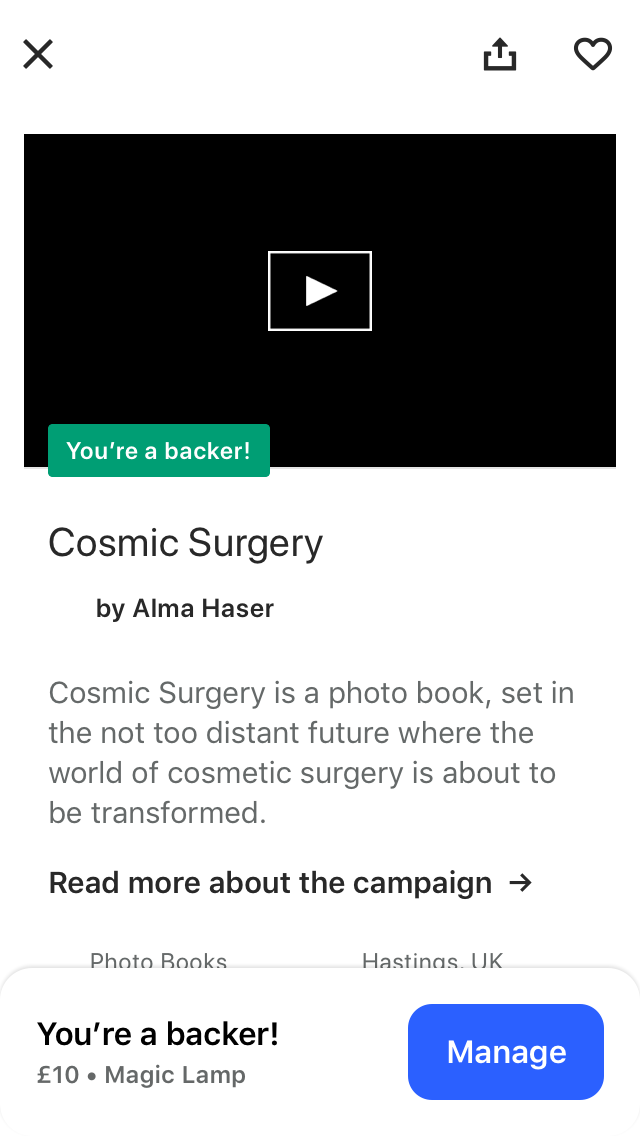 You’re a backer!
Cosmic Surgery
by Alma Haser
Cosmic Surgery is a photo book, set in
the not too distant future where the
world of cosmetic surgery is about to
be transformed.
Read more about the campaign →
Photo Books
Hastings, UK
You’re a backer!
£10 • Magic Lamp
Manage